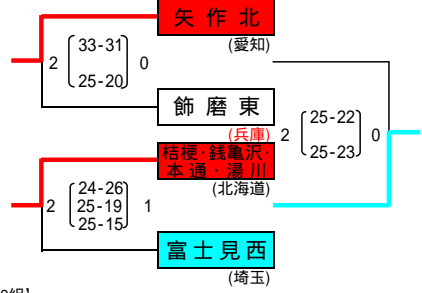 矢作北
(愛知)
33-31
2 0
25-20
飾磨東
(兵庫)
25-22
2 0
25-23
桔梗・銭亀沢・
本通・湯川
(北海道)
24-26
2 25-19 1
25-15
富士見西
(埼玉)